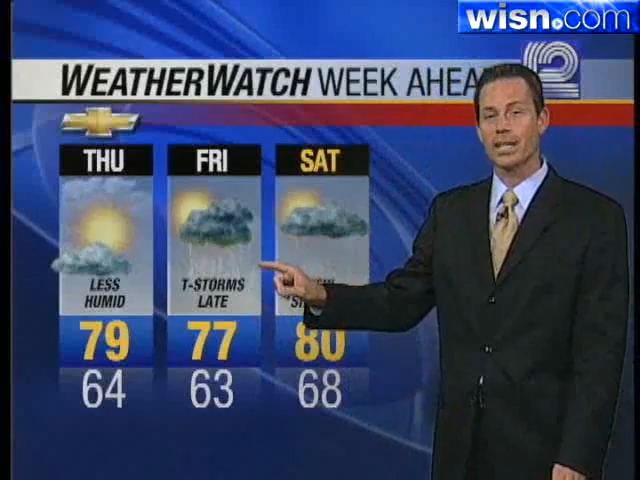 wisn.com
WEATHERWATCH WEEK AHEA
12
THU FRI SAT
LESS HUMID
T-STORMS LATE
79 77 80
64 63 68